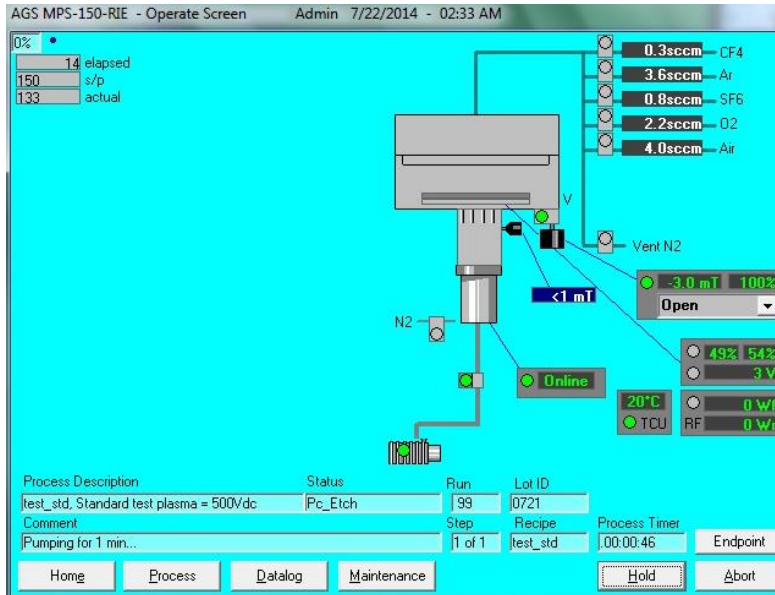 AGS MPS-150-RIE - Operate Screen Admin 7/22/2014 - 02:33 AM
0%
14 elapsed
150 s/p
133 actual
0.3sccm CF4
3.6sccm Ar
0.8sccm SF6
2.2sccm O2
4.0sccm Air
V
Vent N2
-3.0 mT 100%
Open
<1 mT
N2
49% 54%
3 V
Online
20°C
TCU
RF
0 Wf
0 Wr
Process Description Status Run Lot ID
test_std, Standard test plasma = 500Vdc Pc_Etch 99 0721
Comment Step Recipe Process Timer
Pumping for 1 min... 1 of 1 test_std .00:00:46 Endpoint
Home Process Datalog Maintenance Hold Abort